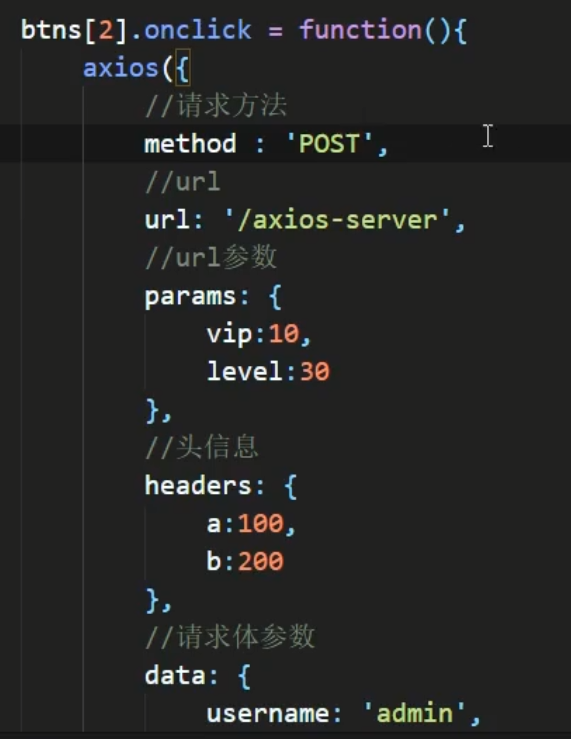 btns[2].onclick = function(){
axios({
//请求方法
method : 'POST',
//url
url: '/axios-server',
//url参数
params: {
vip:10,
level:30
},
//头信息
headers: {
a:100,
b:200
},
//请求体参数
data: {
username: 'admin',